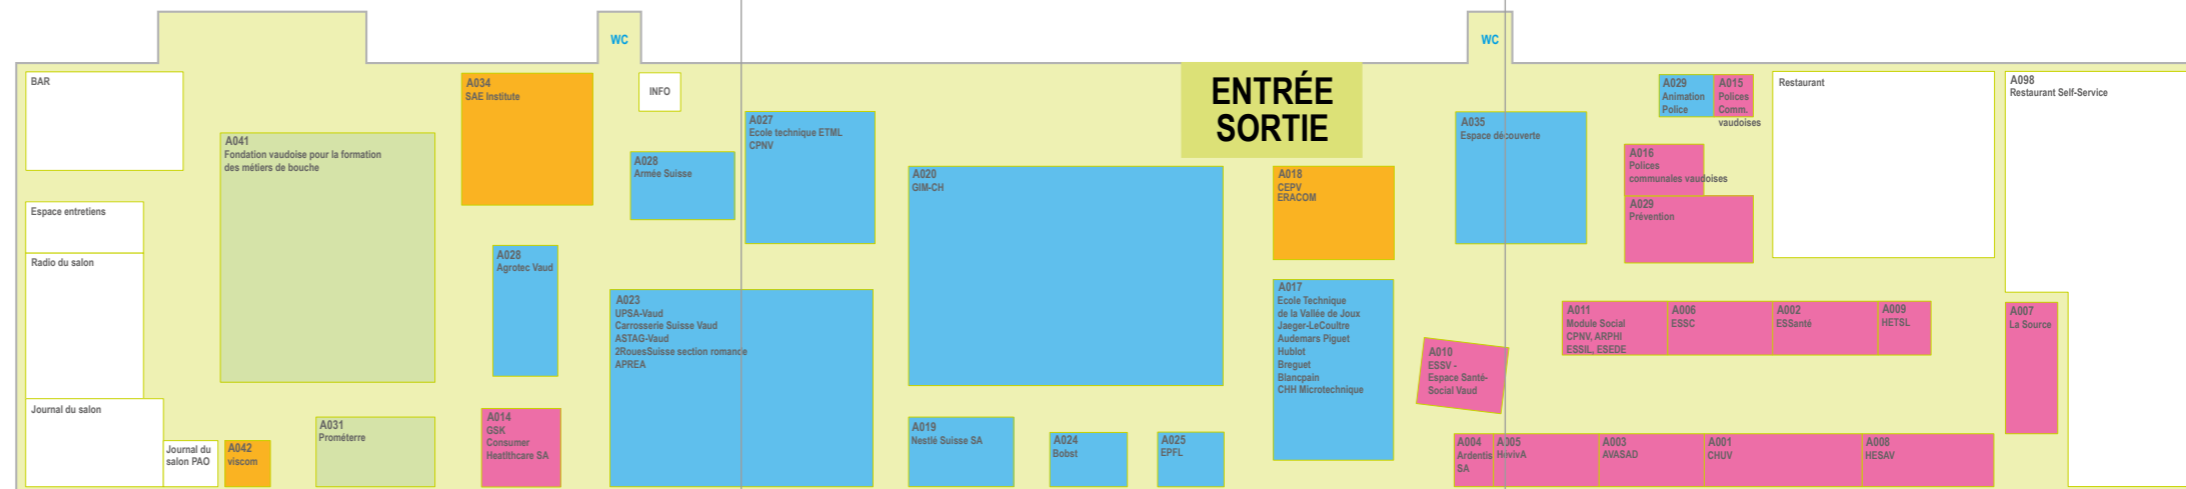 WC
WC
BAR
A034
SAE Institute
INFO
ENTRÉE
SORTIE
A029
Animation
Police
A015
Polices
Comm.
vaudoises
Restaurant
A098
Restaurant Self-Service
A041
Fondation vaudoise pour la formation
des métiers de bouche
A027
Ecole technique ETML
CPNV
A035
Espace découverte
A028
Armée Suisse
A016
Polices
communales vaudoises
A020
GIM-CH
A018
CEPV
ERACOM
A029
Prévention
Espace entretiens
Radio du salon
A028
Agrotec Vaud
A023
UPSA-Vaud
Carrosserie Suisse Vaud
ASTAG-Vaud
2RouesSuisse section romande
APREA
A017
Ecole Technique
de la Vallée de Joux
Jaeger-LeCoultre
Audemars Piguet
Hublot
Breguet
Blancpain
CHH Microtechnique
A011
Module Social
CPNV, ARPHI
ESSIL, ESEDE
A006
ESSC
A002
ESSanté
A009
HETSL
A007
La Source
A010
ESSV -
Espace Santé-
Social Vaud
Journal du salon
Journal du
salon PAO
A042
viscom
A031
Prométerre
A014
GSK
Consumer
Heatlthcare SA
A019
Nestlé Suisse SA
A024
Bobst
A025
EPFL
A004
Ardentis
SA
A005
HévivA
A003
AVASAD
A001
CHUV
A008
HESAV